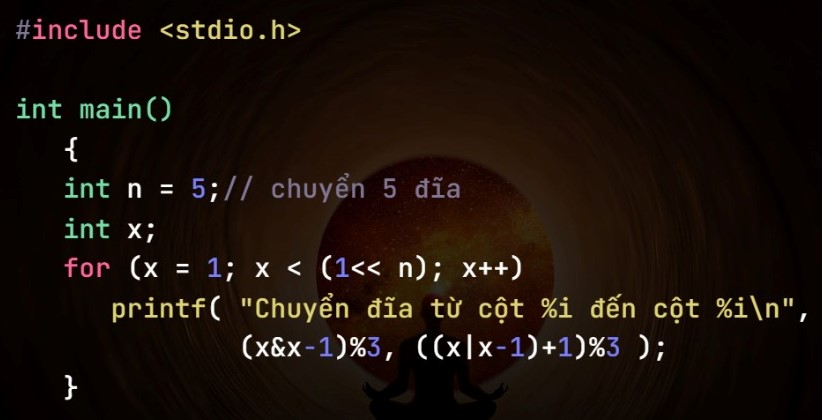 #include <stdio.h>
int main()
{
int n = 5;// chuyển 5 đĩa
int x;
for (x = 1; x < (1<< n); x++)
printf( "Chuyển đĩa từ cột %i đến cột %i\n",
(x&x-1)%3, ((x|x-1)+1)%3 );
}